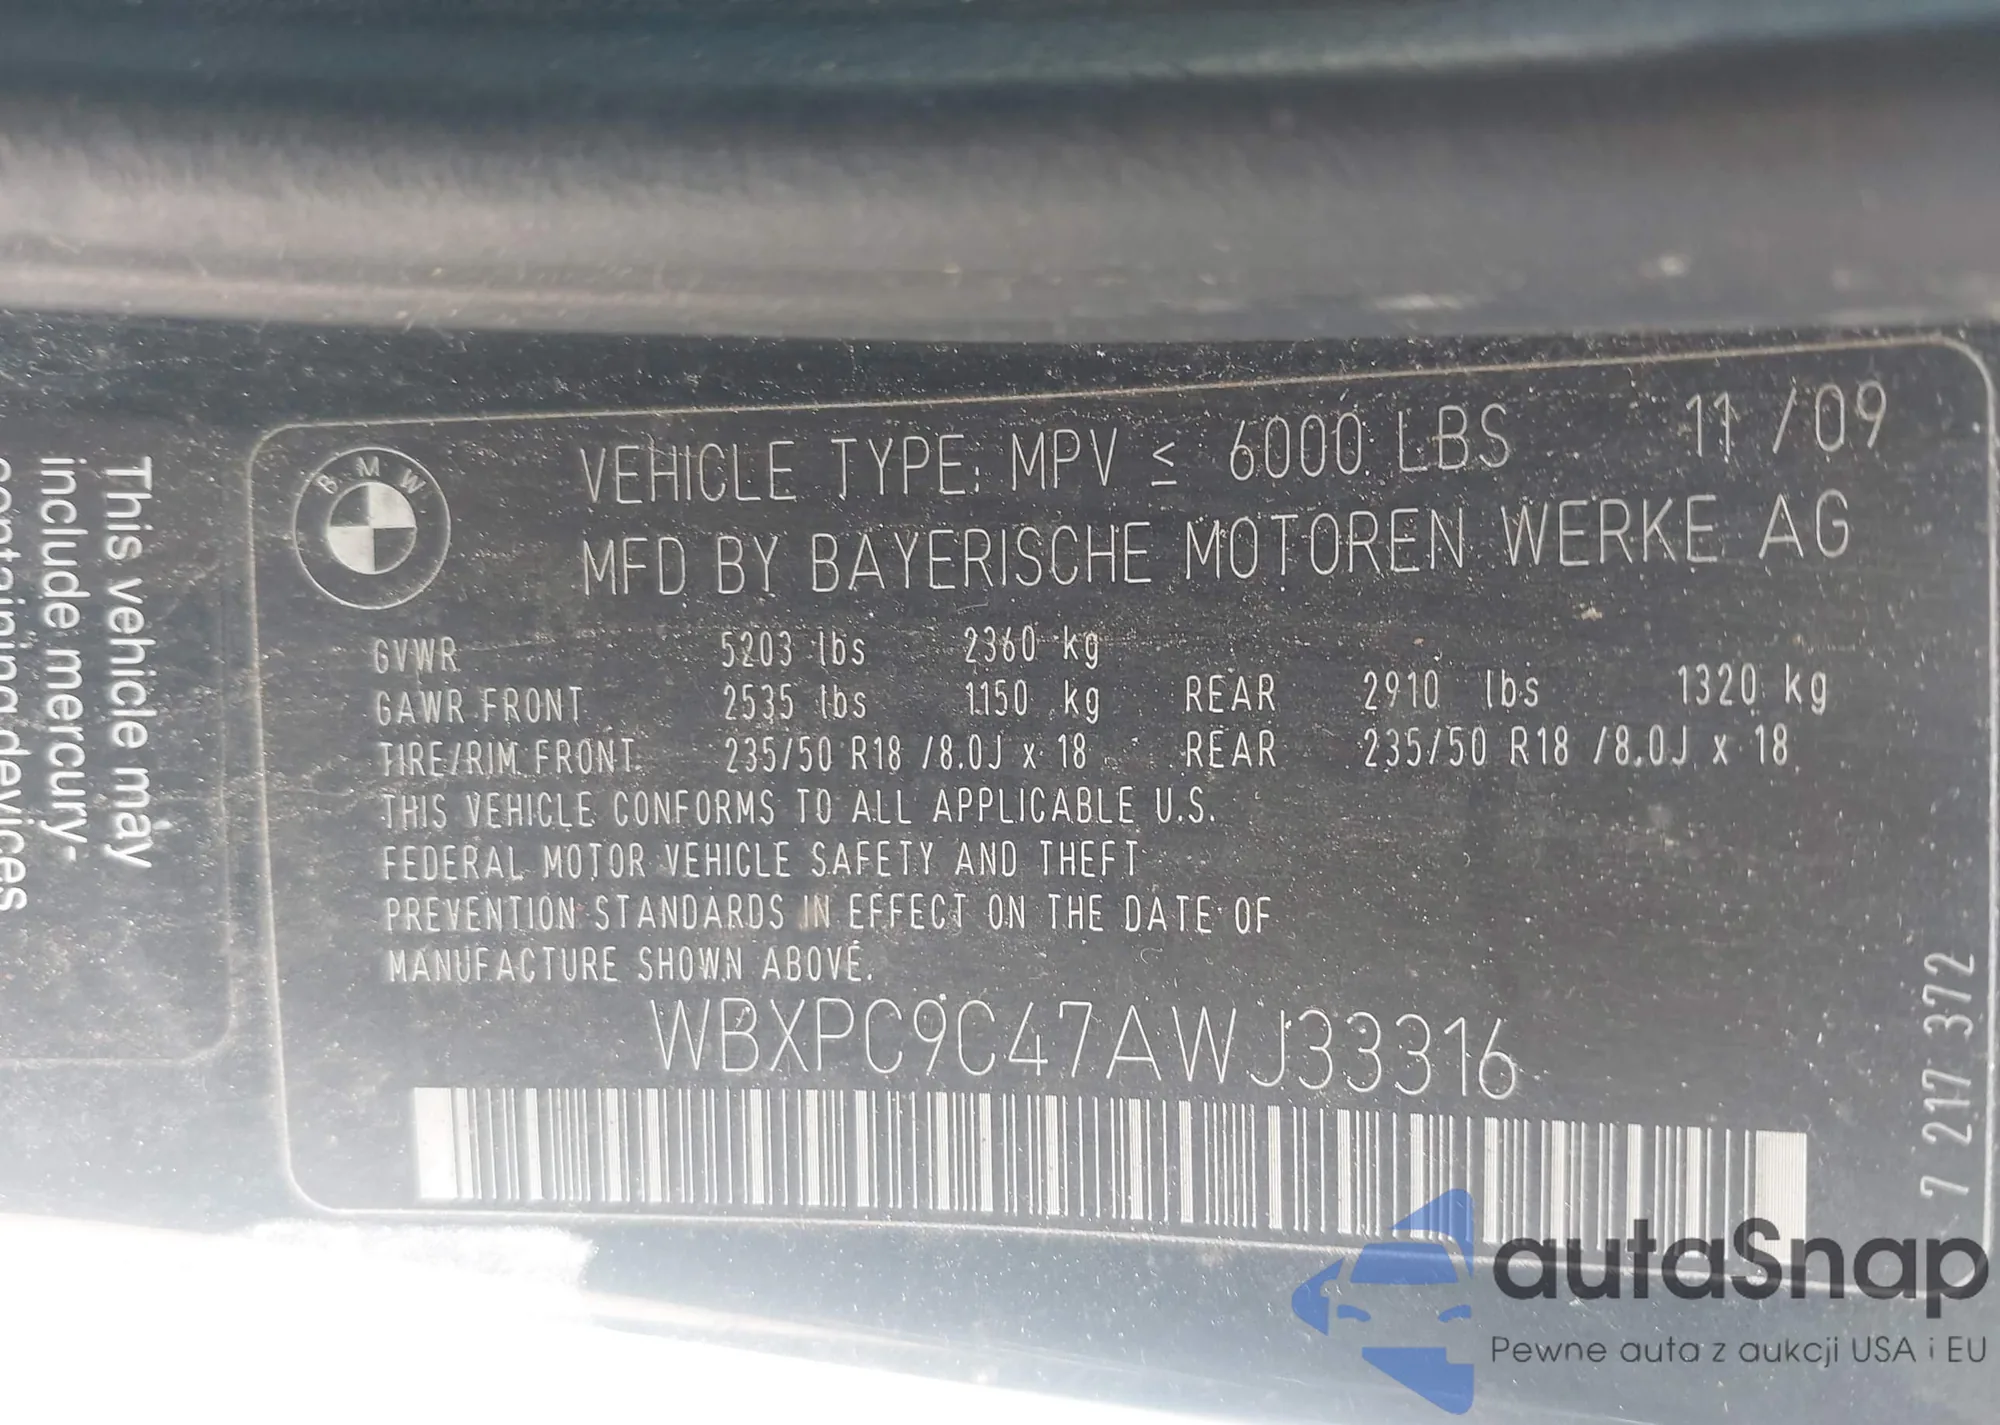 This vehicle may
include mercury-
containing devices
BMW
VEHICLE TYPE: MPV ≤ 6000 LBS 11 /09
MFD BY BAYERISCHE MOTOREN WERKE AG
GVWR 5203 lbs 2360 kg
GAWR FRONT 2535 lbs 1150 kg REAR 2910 lbs 1320 kg
TIRE/RIM FRONT 235/50 R18 /8.0J x 18 REAR 235/50 R18 /8.0J x 18
THIS VEHICLE CONFORMS TO ALL APPLICABLE U.S.
FEDERAL MOTOR VEHICLE SAFETY AND THEFT
PREVENTION STANDARDS IN EFFECT ON THE DATE OF
MANUFACTURE SHOWN ABOVE.
WBXPC9C47AWJ33316
7 217 372
autaSnap
Pewne auta z aukcji USA i EU